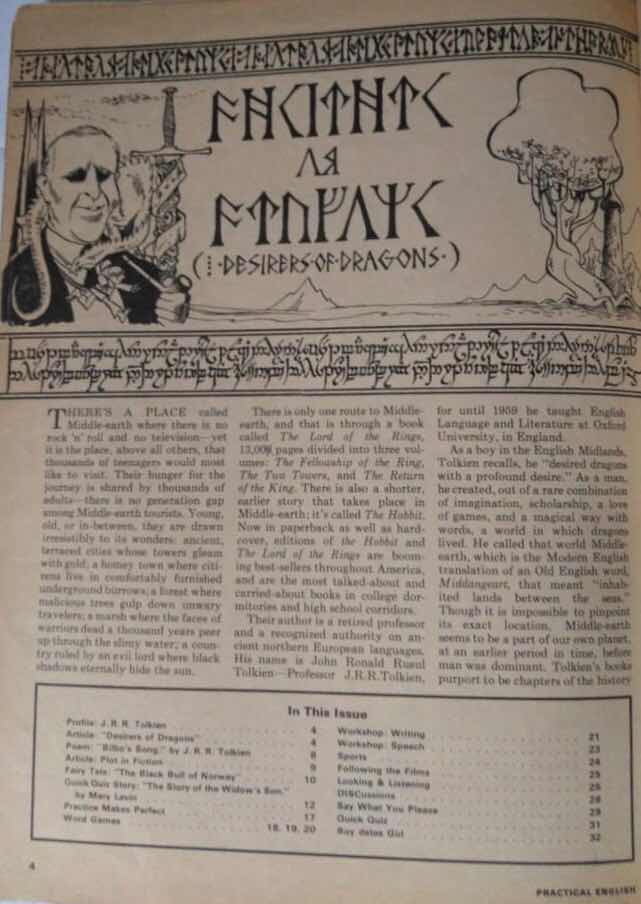 (⋮·DESIRERS·OF·DRAGONS·)
THERE'S A PLACE called
Middle-earth where there is no
rock 'n' roll and no television—yet
it is the place, above all others, that
thousands of teenagers would most
like to visit. Their hunger for the
journey is shared by thousands of
adults—there is no generation gap
among Middle-earth tourists. Young,
old, or in-between, they are drawn
irresistibly to its wonders: ancient,
terraced cities whose towers gleam
with gold; a homey town where citi-
zens live in comfortably furnished
underground burrows; a forest where
malicious trees gulp down unwary
travelers; a marsh where the faces of
warriors dead a thousand years peer
up through the slimy water; a coun-
try ruled by an evil lord where black
shadows eternally hide the sun.
There is only one route to Middle-
earth, and that is through a book
called The Lord of the Rings,
pages divided into three vol-
umes: The Fellowship of the Ring,
The Two Towers, and The Return
of the King. There is also a shorter,
earlier story that takes place in
Middle-earth; it's called The Hobbit.
Now in paperback as well as hard-
cover, editions of the Hobbit and
The Lord of the Rings are boom-
ing best-sellers throughout America,
and are the most talked-about and
carried-about books in college dor-
mitories and high school corridors.
Their author is a retired professor
and a recognized authority on an-
cient northern European languages.
His name is John Ronald Rueul
Tolkien—Professor J.R.R.Tolkien,
for until 1959 he taught English
Language and Literature at Oxford
University, in England.
As a boy in the English Midlands,
Tolkien recalls, he "desired dragons
with a profound desire." As a man,
he created, out of a rare combination
of imagination, scholarship, a love
of games, and a magical way with
words, a world in which dragons
lived. He called that world Middle-
earth, which is the Modern English
translation of an Old English word,
Middangeart, that meant "inhab-
ited lands between the seas."
Though it is impossible to pinpoint
its exact location, Middle-earth
seems to be a part of our own planet,
at an earlier period in time, before
man was dominant. Tolkien's books
purport to be chapters of the history
In This Issue
Profile: J. R. R. Tolkien 4
Article: "Desirers of Dragons" 4
Poem: "Bilbo's Song," by J. R. R. Tolkien 8
Article: Plot in Fiction 9
Fairy Tale: "The Black Bull of Norway" 10
Quick Quiz Story: "The Story of the Widow's Son,"
by Mary Lavin 12
Practice Makes Perfect 17
Word Games 18, 19, 20
Workshop: Writing 21
Workshop: Speech 23
Sports 24
Following the Films 25
Looking & Listening 26
DISCussions 28
Say What You Please 29
Quick Quiz 31
Boy dates Girl 32
4
PRACTICAL ENGLISH